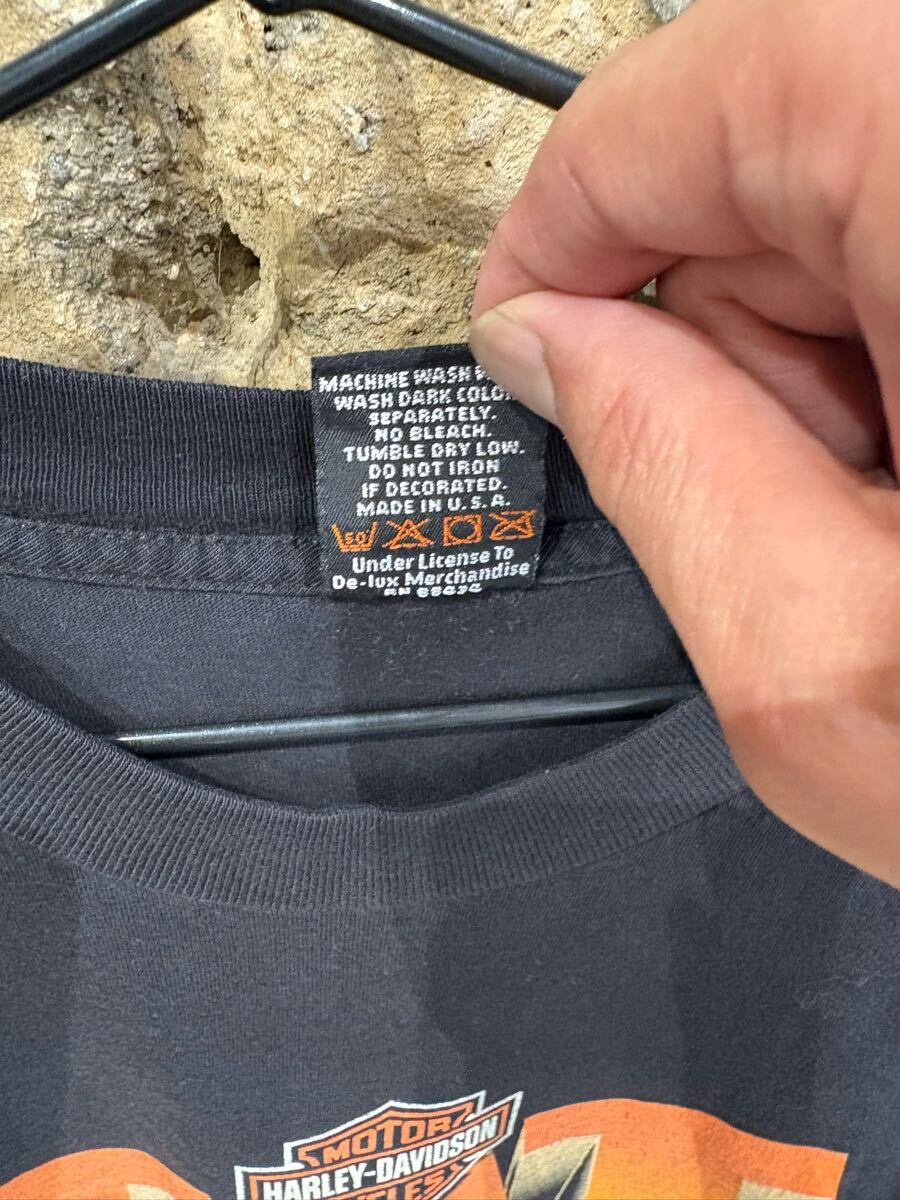 MACHINE WASH
WASH DARK
SEPARATELY.
NO BLEACH.
TUMBLE DRY LOW.
DO NOT IRON
IF DECORATED.
MADE IN U.S.A.
50
Under License To
De-lux Merchandise
MOTOR
HARLEY-DAVIDSON